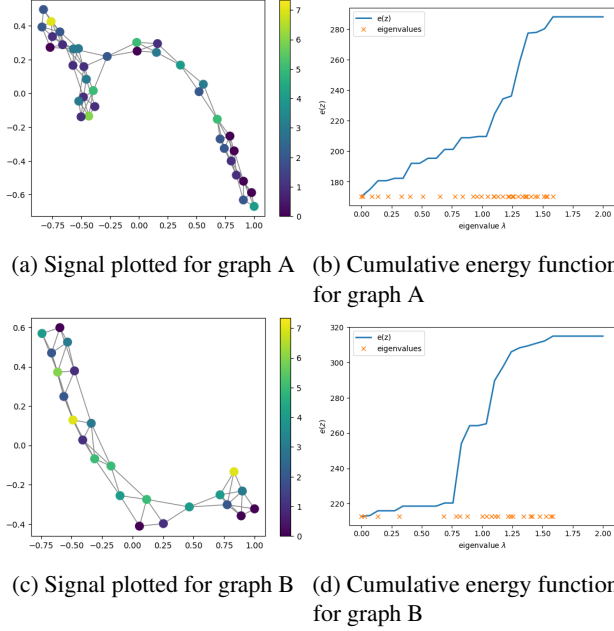 0.4
0.2
0.0
−0.2
−0.4
−0.6
−0.75 −0.50 −0.25 0.00 0.25 0.50 0.75 1.00
7
6
5
4
3
2
1
0
e(z)
eigenvalues
280
260
240
220
200
180
160
e(z)
0.00 0.25 0.50 0.75 1.00 1.25 1.50 1.75 2.00
eigenvalue λ
(a) Signal plotted for graph A
(b) Cumulative energy function
for graph A
0.6
0.4
0.2
0.0
−0.2
−0.4
−0.75 −0.50 −0.25 0.00 0.25 0.50 0.75 1.00
7
6
5
4
3
2
1
0
e(z)
eigenvalues
320
300
280
260
240
220
e(z)
0.00 0.25 0.50 0.75 1.00 1.25 1.50 1.75 2.00
eigenvalue λ
(c) Signal plotted for graph B
(d) Cumulative energy function
for graph B